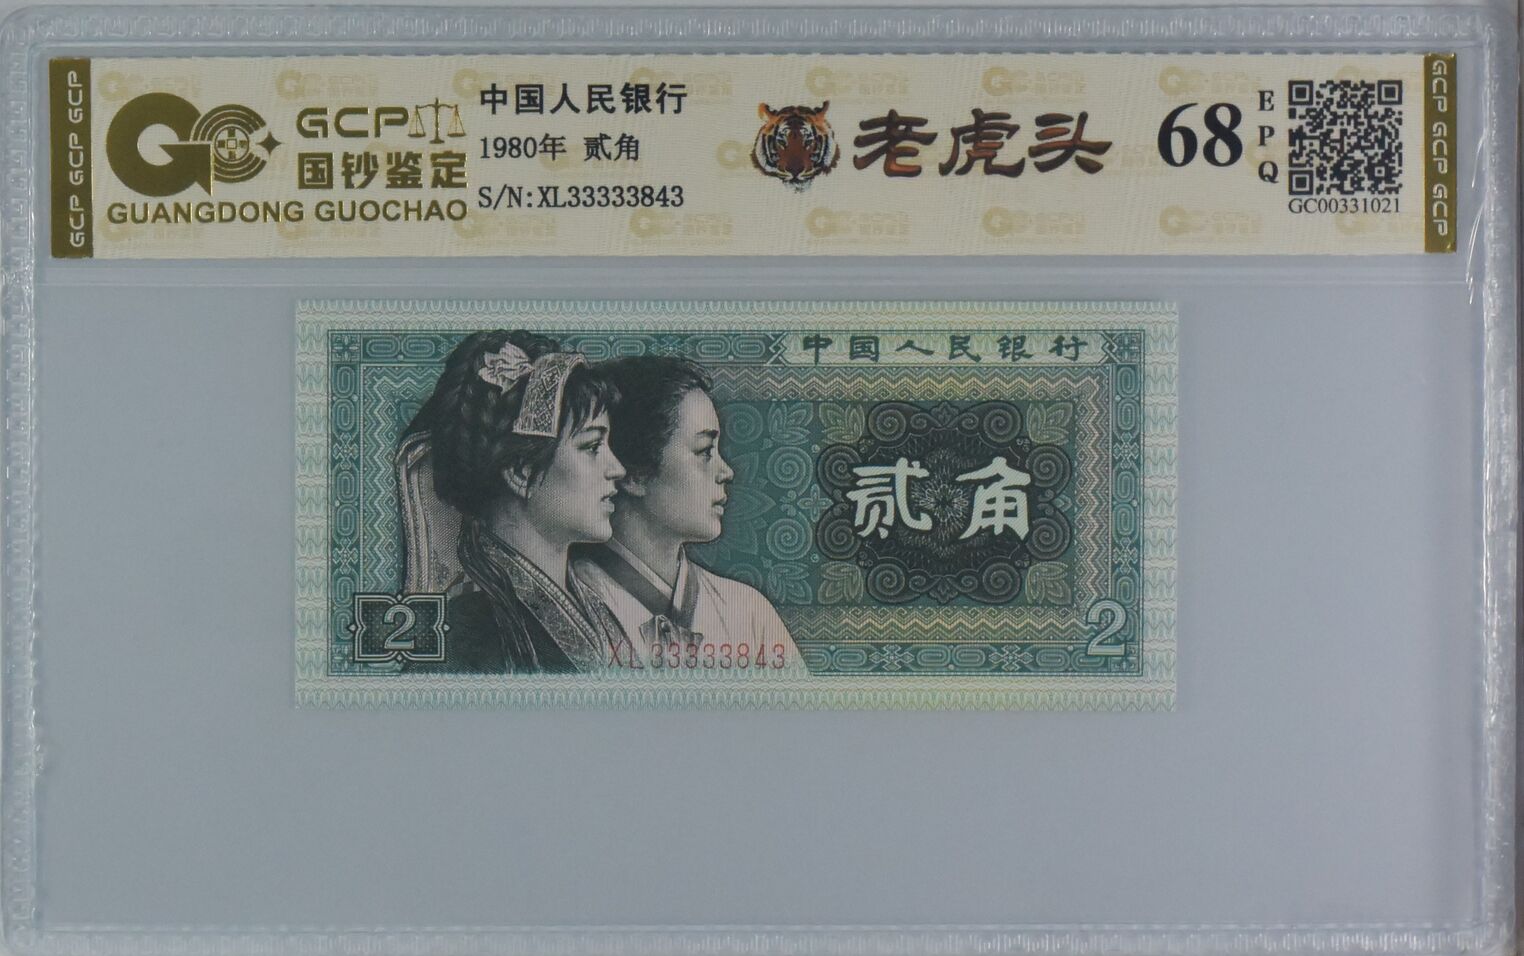 GCP GCP GCP
GCP
国钞鉴定
GUANGDONG GUOCHAO
中国人民银行
1980年 贰角
S/N:XL33333843
老虎头
68
EPQ
GC00331021
GCP GCP GCP
中国人民银行
贰角
2
2
XL33333843